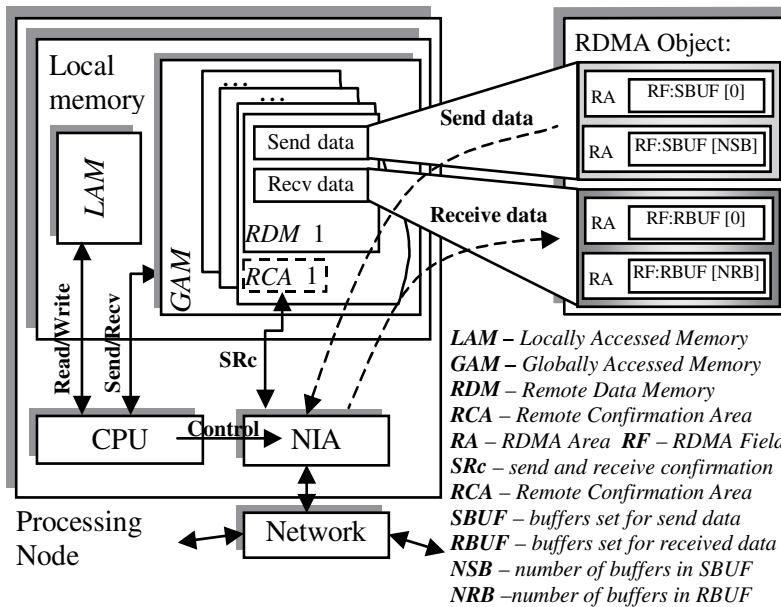 Local
memory
LAM
GAM
...
...
Send data
Recv data
RDM 1
RCA 1
Read/Write
Send/Recv
SRc
CPU
Control
NIA
Network
Processing
Node
Send data
Receive data
RDMA Object:
RA RF:SBUF [0]
RA RF:SBUF [NSB]
RA RF:RBUF [0]
RA RF:RBUF [NRB]
LAM – Locally Accessed Memory
GAM – Globally Accessed Memory
RDM – Remote Data Memory
RCA – Remote Confirmation Area
RA – RDMA Area RF – RDMA Field
SRc – send and receive confirmation
RCA – Remote Confirmation Area
SBUF – buffers set for send data
RBUF – buffers set for received data
NSB – number of buffers in SBUF
NRB –number of buffers in RBUF